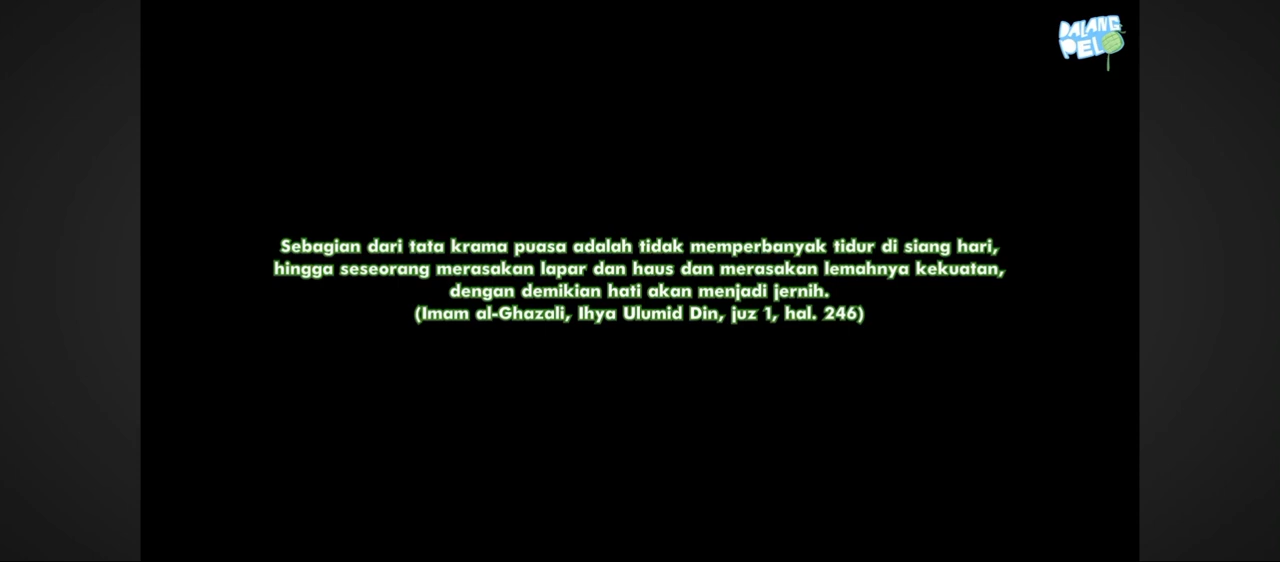 DALANG
PELO
Sebagian dari tata krama puasa adalah tidak memperbanyak tidur di siang hari,
hingga seseorang merasakan lapar dan haus dan merasakan lemahnya kekuatan,
dengan demikian hati akan menjadi jernih.
(Imam al-Ghazali, Ihya Ulumid Din, juz 1, hal. 246)